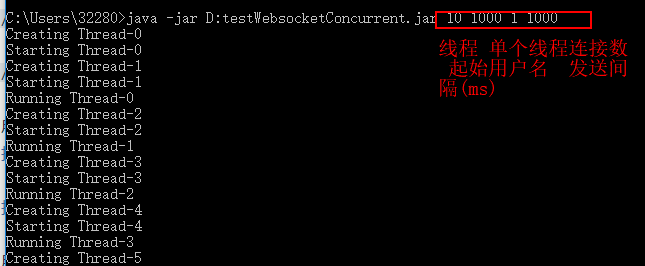 C:\Users\32280>java -jar D:testWebsocketConcurrent.jar 10 1000 1 1000
Creating Thread-0
Starting Thread-0
Creating Thread-1
Starting Thread-1
Running Thread-0
Creating Thread-2
Starting Thread-2
Running Thread-1
Creating Thread-3
Starting Thread-3
Running Thread-2
Creating Thread-4
Starting Thread-4
Running Thread-3
Creating Thread-5
线程 单个线程连接数
起始用户名 发送间
隔(ms)